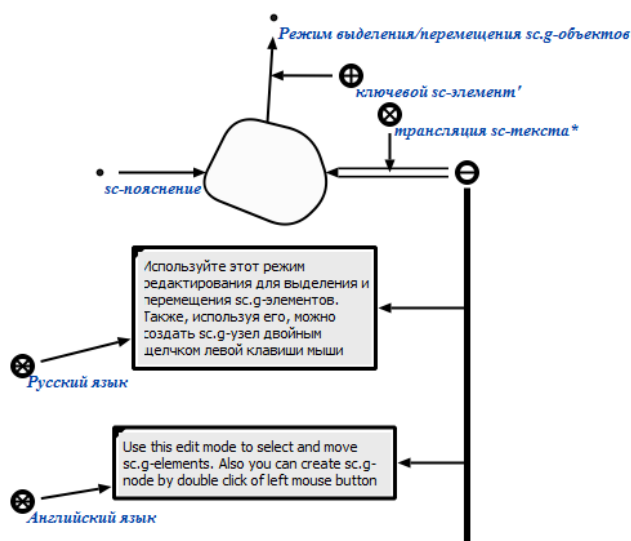 Режим выделения/перемещения sc.g-объектов
ключевой sc-элемент'
трансляция sc-текста*
sc-пояснение
Используйте этот режим
редактирования для выделения и
перемещения sc.g-элементов.
Также, используя его, можно
создать sc.g-узел двойным
щелчком левой клавиши мыши
Русский язык
Use this edit mode to select and move
sc.g-elements. Also you can create sc.g-
node by double click of left mouse button
Английский язык